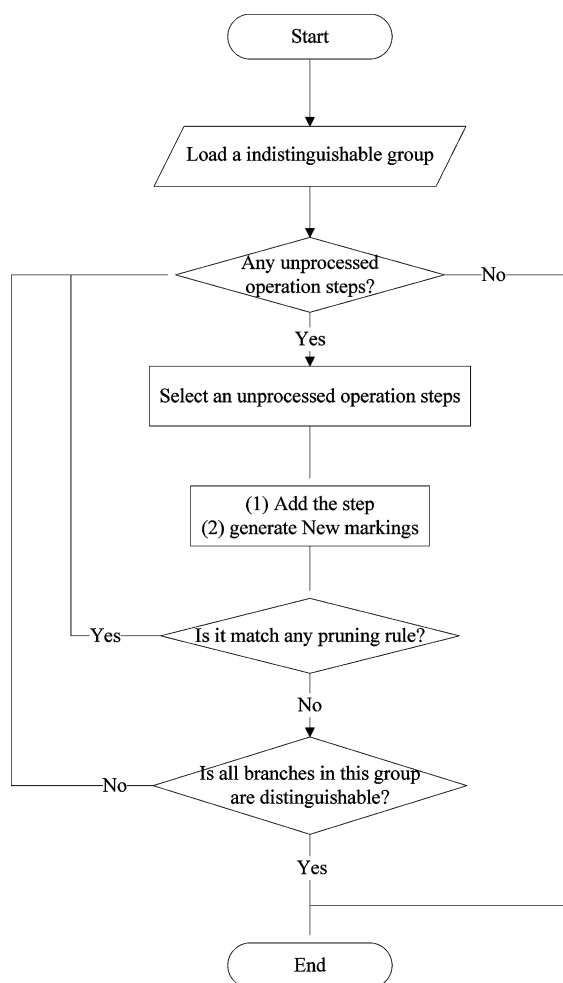 Start
Load a indistinguishable group
Any unprocessed
operation steps?
No
Yes
Select an unprocessed operation steps
(1) Add the step
(2) generate New markings
Is it match any pruning rule?
Yes
No
Is all branches in this group
are distinguishable?
No
Yes
End